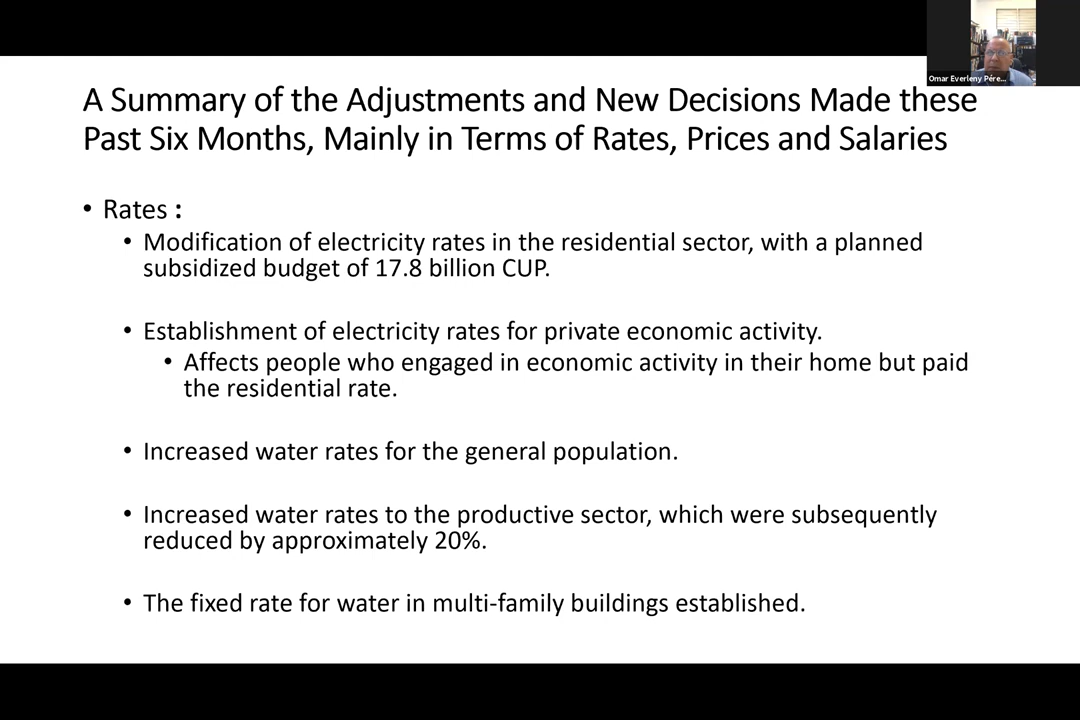 Omar Everleny Pére...
A Summary of the Adjustments and New Decisions Made these
Past Six Months, Mainly in Terms of Rates, Prices and Salaries
• Rates :
• Modification of electricity rates in the residential sector, with a planned
subsidized budget of 17.8 billion CUP.
• Establishment of electricity rates for private economic activity.
• Affects people who engaged in economic activity in their home but paid
the residential rate.
• Increased water rates for the general population.
• Increased water rates to the productive sector, which were subsequently
reduced by approximately 20%.
• The fixed rate for water in multi-family buildings established.